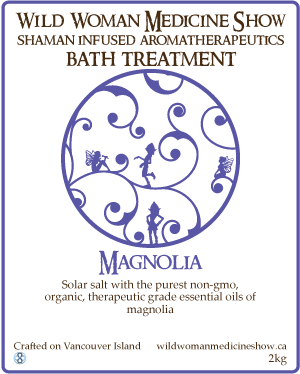 Wild Woman Medicine Show
Shaman Infused Aromatherapeutics
Bath Treatment
Magnolia
Solar salt with the purest non-gmo,
organic, therapeutic grade essential oils of
magnolia
Crafted on Vancouver Island wildwomanmedicineshow.ca
2kg